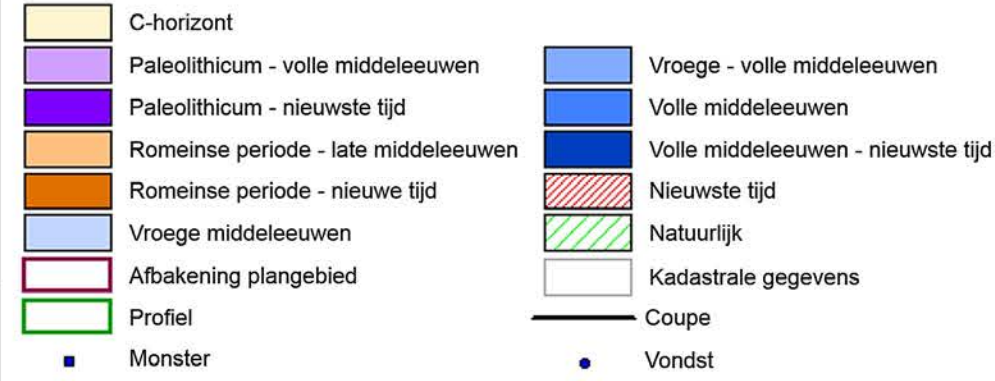 C-horizont
Paleolithicum - volle middeleeuwen
Paleolithicum - nieuwste tijd
Romeinse periode - late middeleeuwen
Romeinse periode - nieuwe tijd
Vroege middeleeuwen
Afbakening plangebied
Profiel
Monster
Vroege - volle middeleeuwen
Volle middeleeuwen
Volle middeleeuwen - nieuwste tijd
Nieuwste tijd
Natuurlijk
Kadastrale gegevens
Coupe
Vondst